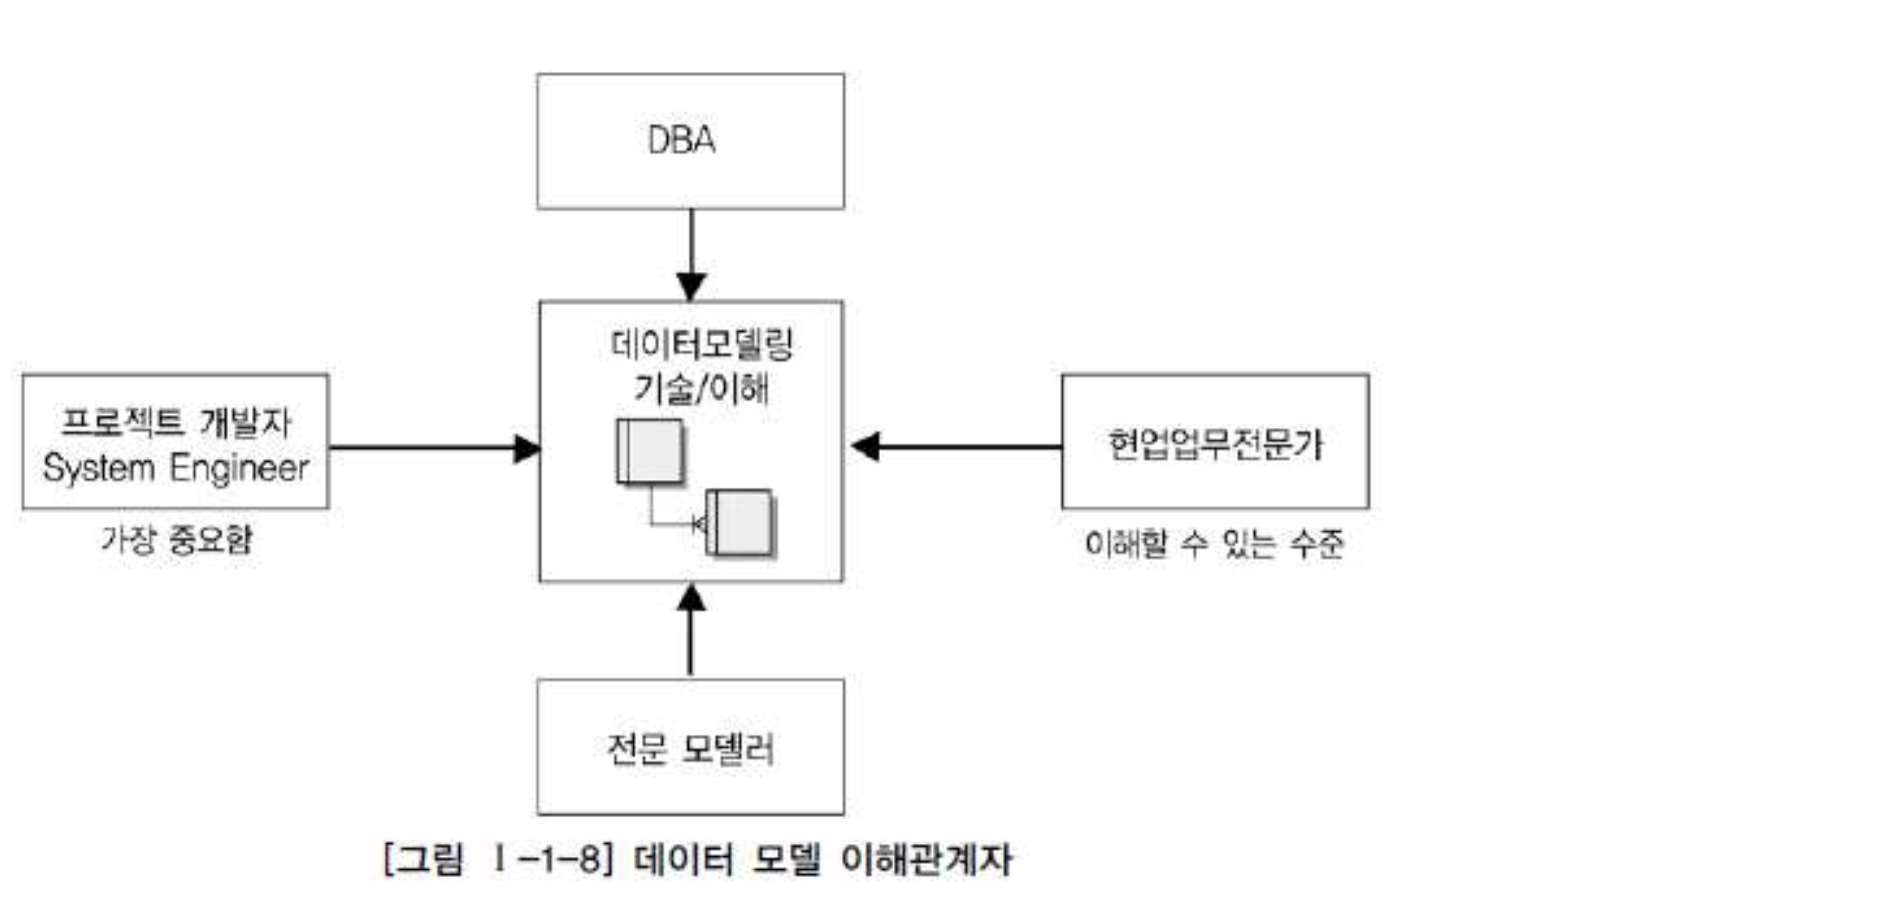 DBA
데이터모델링
기술/이해
프로젝트 개발자
System Engineer
가장 중요함
현업업무전문가
이해할 수 있는 수준
전문 모델러
[그림 Ⅰ-1-8] 데이터 모델 이해관계자